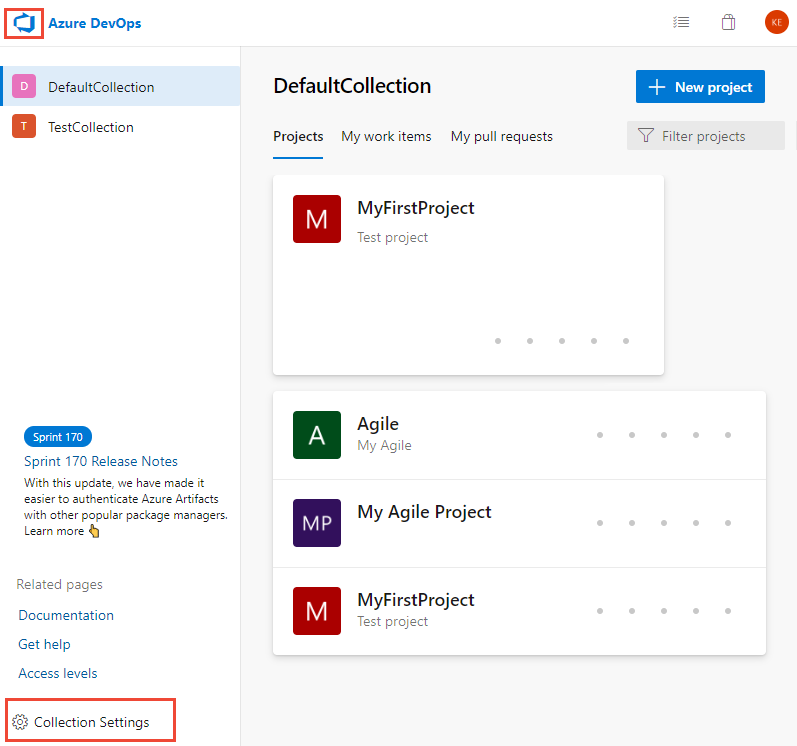 Azure DevOps
KE
D
DefaultCollection
T
TestCollection
DefaultCollection
New project
Projects
My work items
My pull requests
Filter projects
M
MyFirstProject
Test project
A
Agile
My Agile
MP
My Agile Project
M
MyFirstProject
Test project
Sprint 170
Sprint 170 Release Notes
With this update, we have made it
easier to authenticate Azure Artifacts
with other popular package managers.
Learn more
Related pages
Documentation
Get help
Access levels
Collection Settings